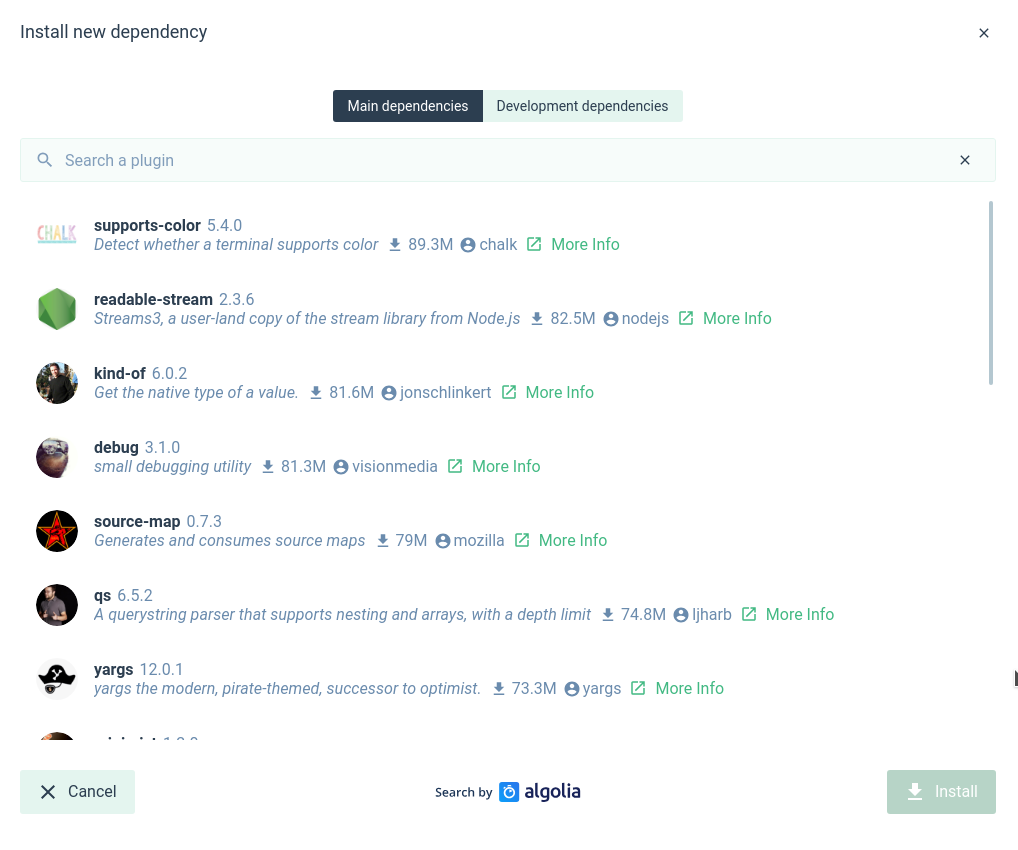 Install new dependency
Main dependencies Development dependencies
Search a plugin
CHALK
supports-color 5.4.0
Detect whether a terminal supports color 89.3M chalk More Info
readable-stream 2.3.6
Streams3, a user-land copy of the stream library from Node.js 82.5M nodejs More Info
kind-of 6.0.2
Get the native type of a value. 81.6M jonschlinkert More Info
debug 3.1.0
small debugging utility 81.3M visionmedia More Info
source-map 0.7.3
Generates and consumes source maps 79M mozilla More Info
qs 6.5.2
A querystring parser that supports nesting and arrays, with a depth limit 74.8M ljharb More Info
yargs 12.0.1
yargs the modern, pirate-themed, successor to optimist. 73.3M yargs More Info
Cancel Search by algolia Install